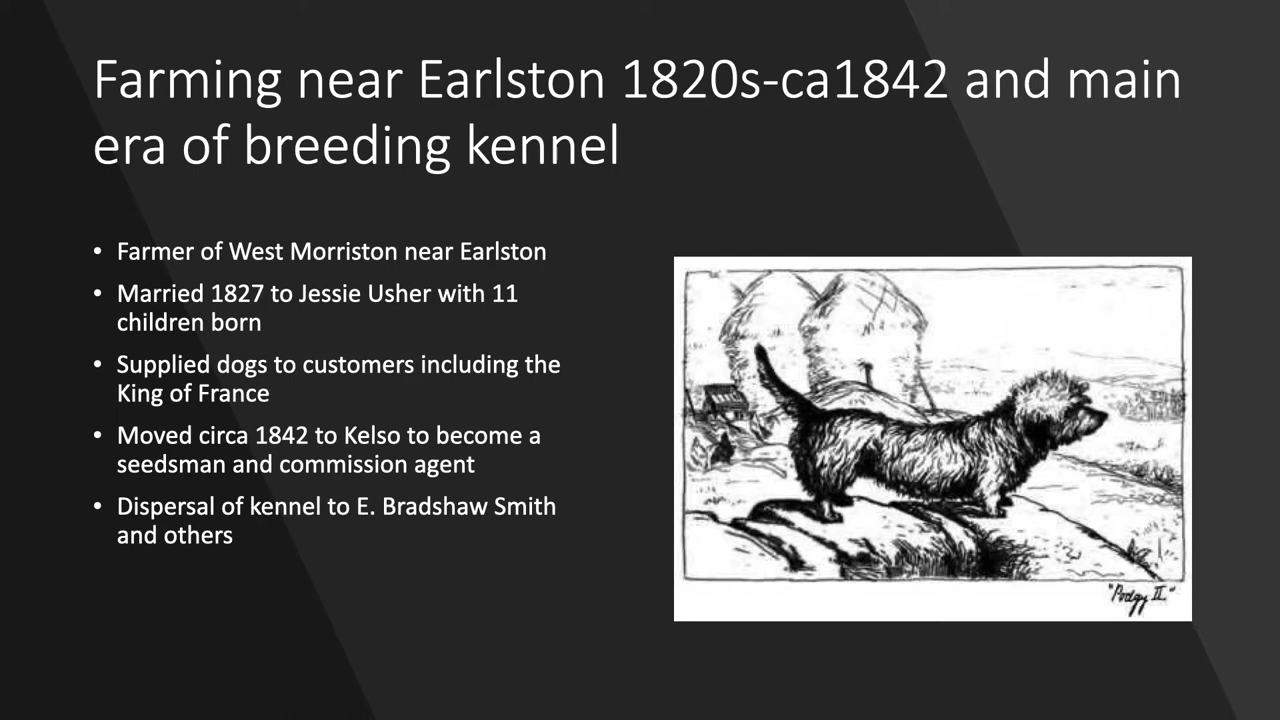 Farming near Earlston 1820s-ca1842 and main
era of breeding kennel
• Farmer of West Morriston near Earlston
• Married 1827 to Jessie Usher with 11
children born
• Supplied dogs to customers including the
King of France
• Moved circa 1842 to Kelso to become a
seedsman and commission agent
• Dispersal of kennel to E. Bradshaw Smith
and others
"Podgy II."